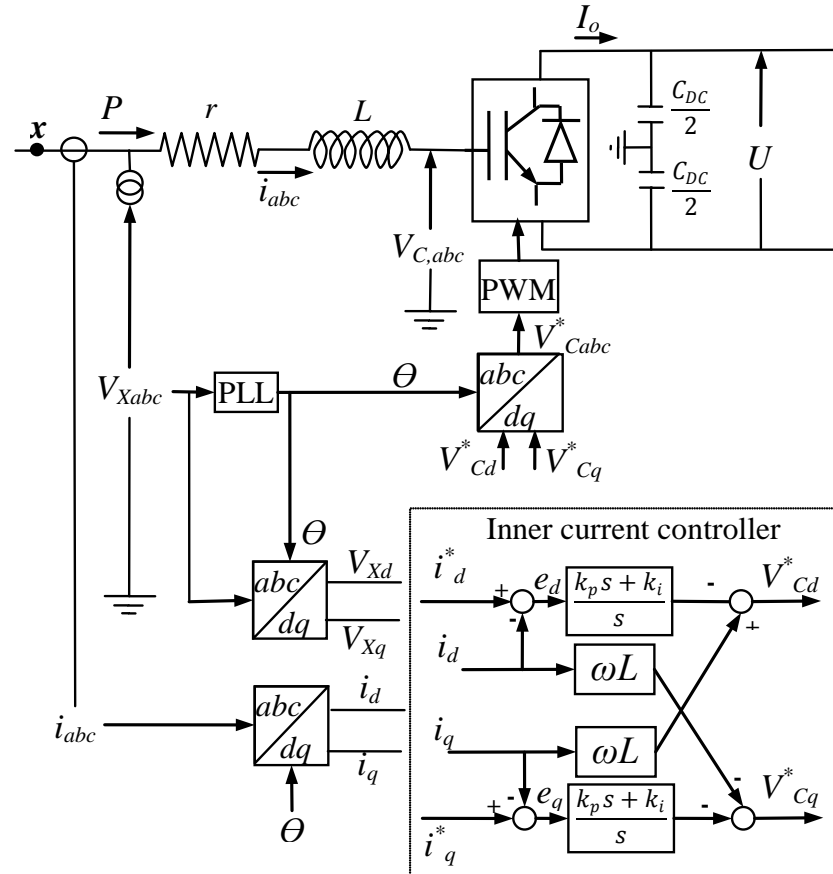 I_o
P
r
L
x
i_abc
V_C,abc
C_DC
2
C_DC
2
U
PWM
V*_Cabc
V_Xabc
PLL
Θ
abc
dq
V*_Cd
V*_Cq
Θ
abc
dq
V_Xd
V_Xq
i_abc
abc
dq
i_d
i_q
Θ
Inner current controller
i*_d
+
-
e_d
k_p s + k_i
s
-
+
V*_Cd
i_d
ωL
i_q
ωL
i*_q
+
-
e_q
k_p s + k_i
s
-
-
V*_Cq